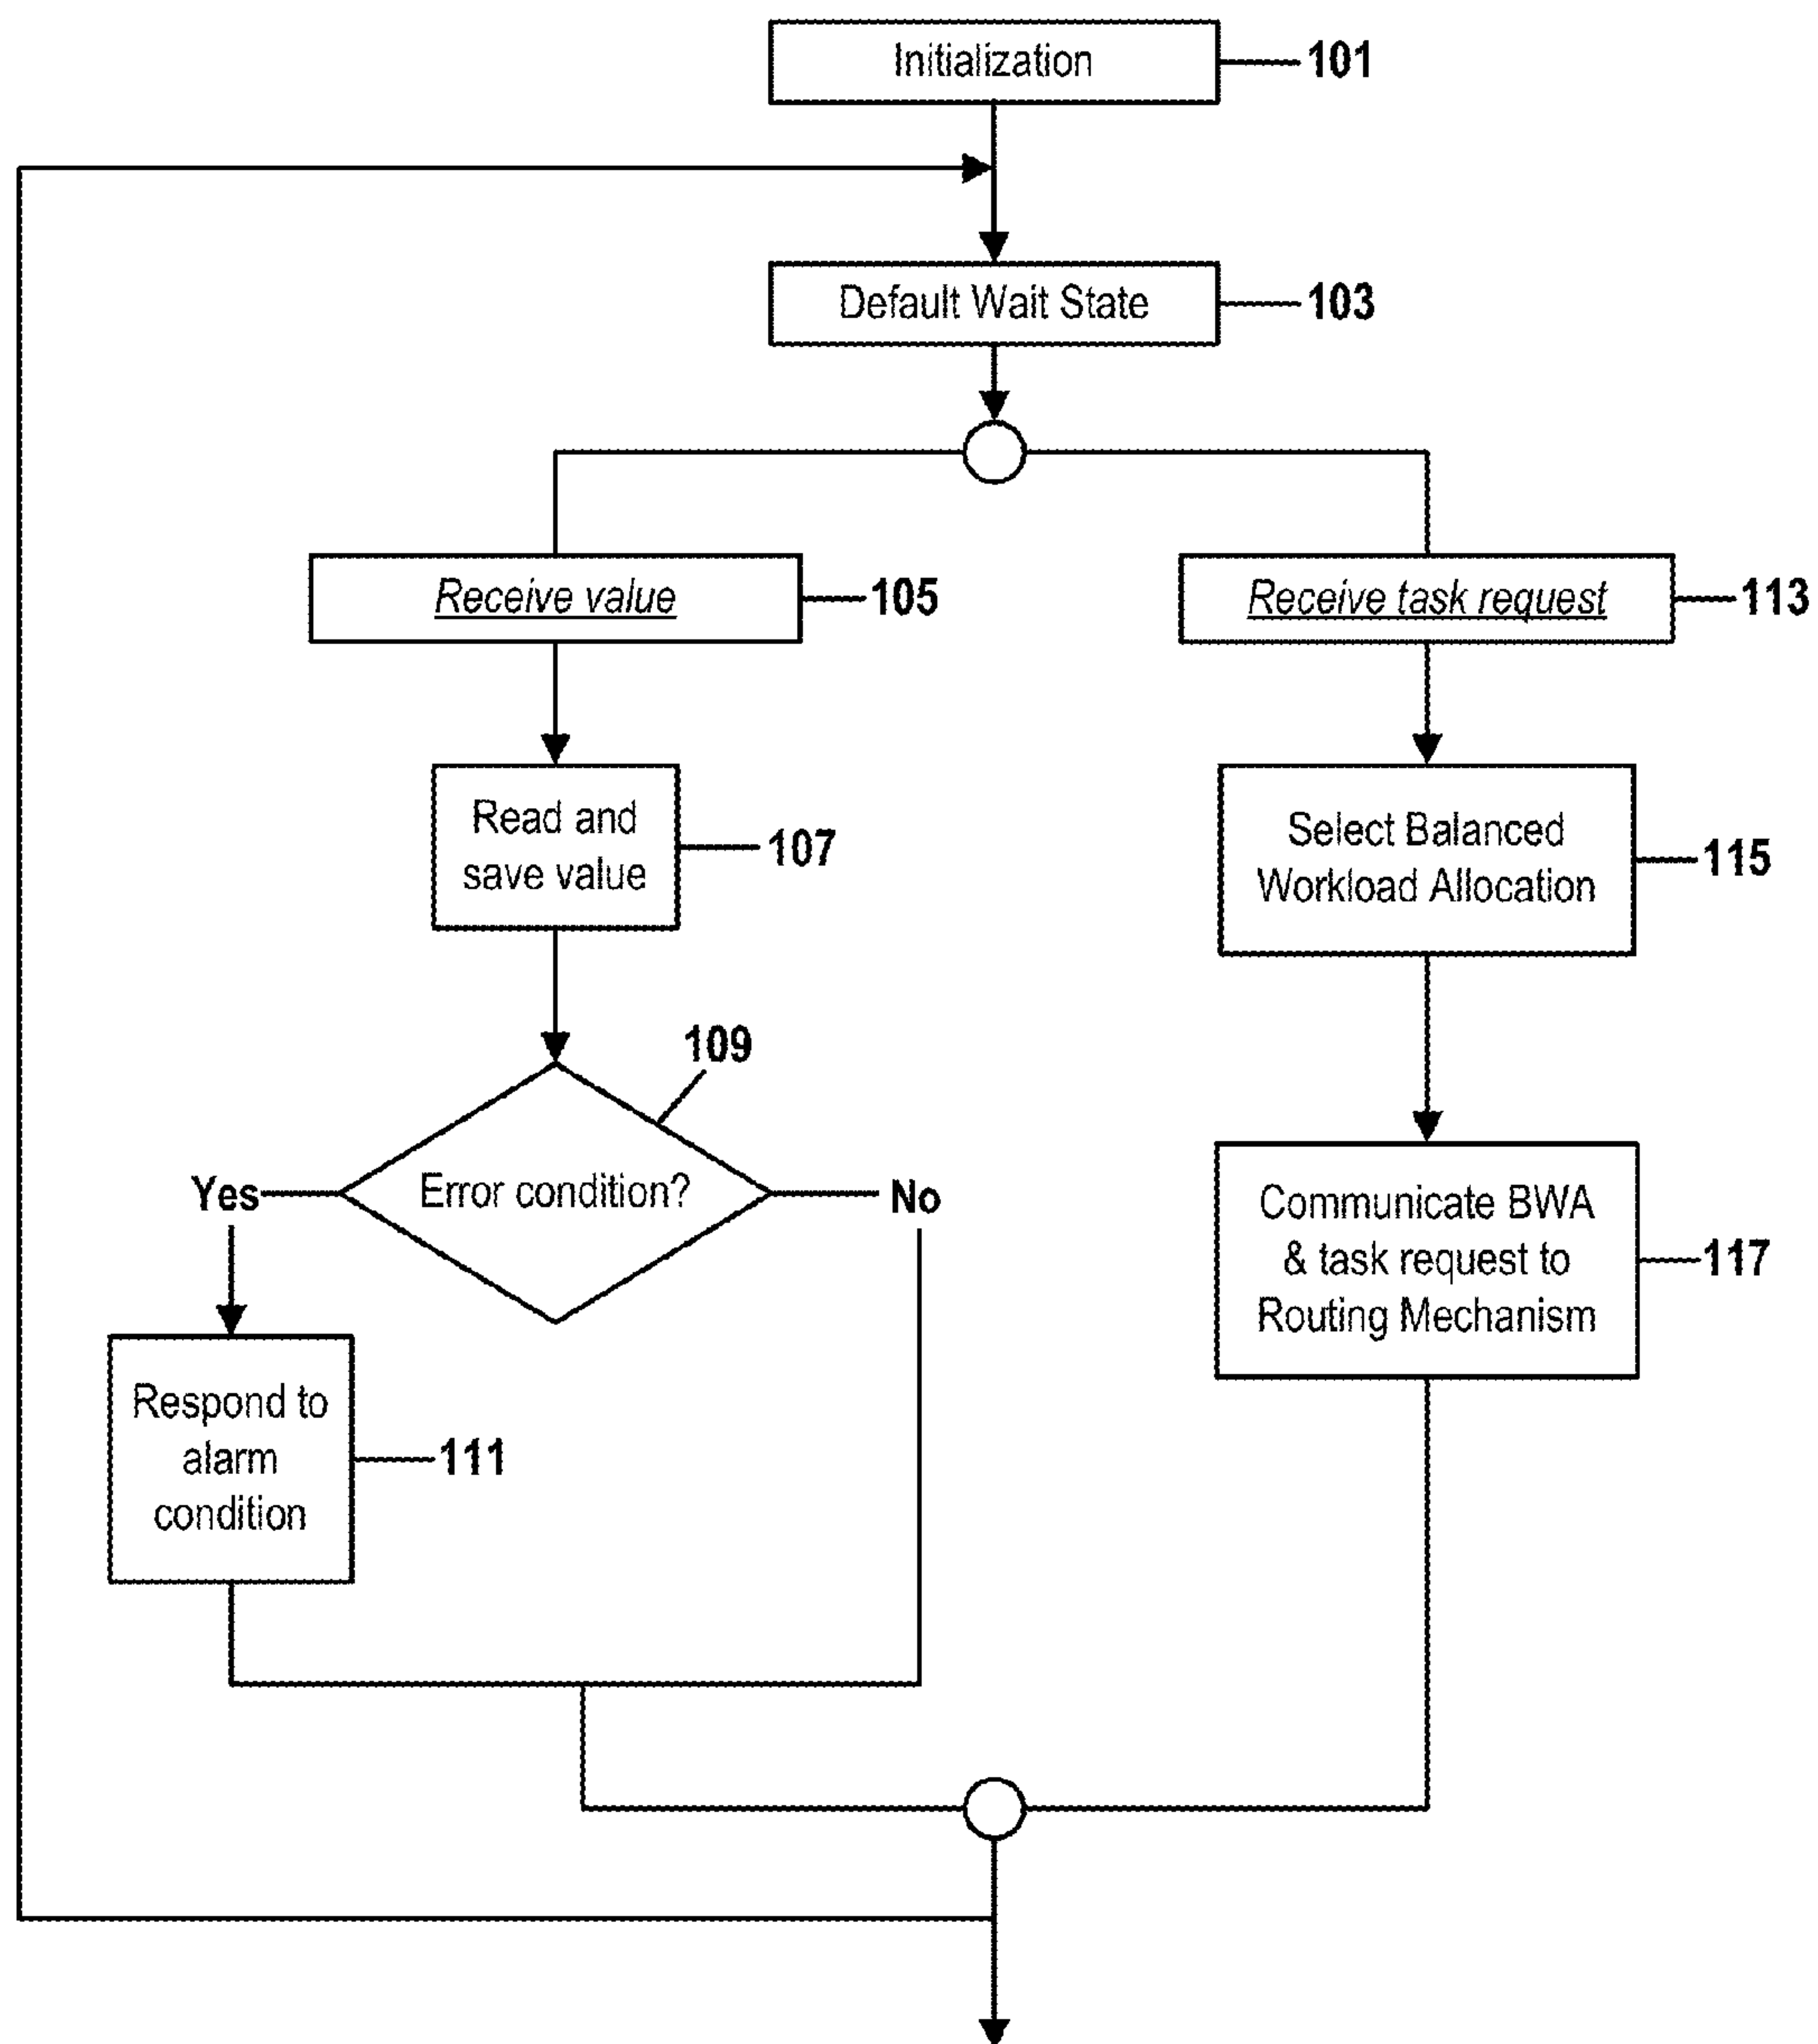 Initialization
101
Default Wait State
103
Receive value
105
Receive task request
113
Read and
save value
107
Select Balanced
Workload Allocation
115
109
Error condition?
Yes
No
Communicate BWA
& task request to
Routing Mechanism
117
Respond to
alarm
condition
111